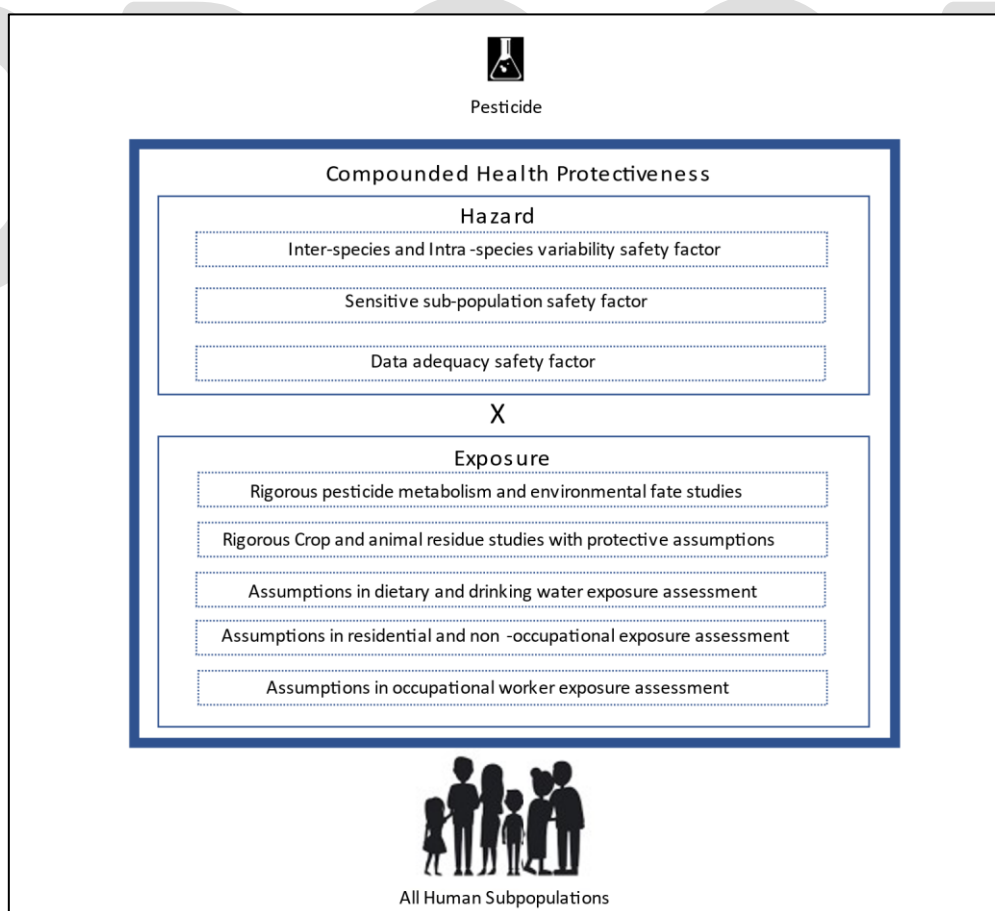 Pesticide
Compounded Health Protectiveness
Hazard
Inter-species and Intra -species variability safety factor
Sensitive sub-population safety factor
Data adequacy safety factor
X
Exposure
Rigorous pesticide metabolism and environmental fate studies
Rigorous Crop and animal residue studies with protective assumptions
Assumptions in dietary and drinking water exposure assessment
Assumptions in residential and non -occupational exposure assessment
Assumptions in occupational worker exposure assessment
All Human Subpopulations